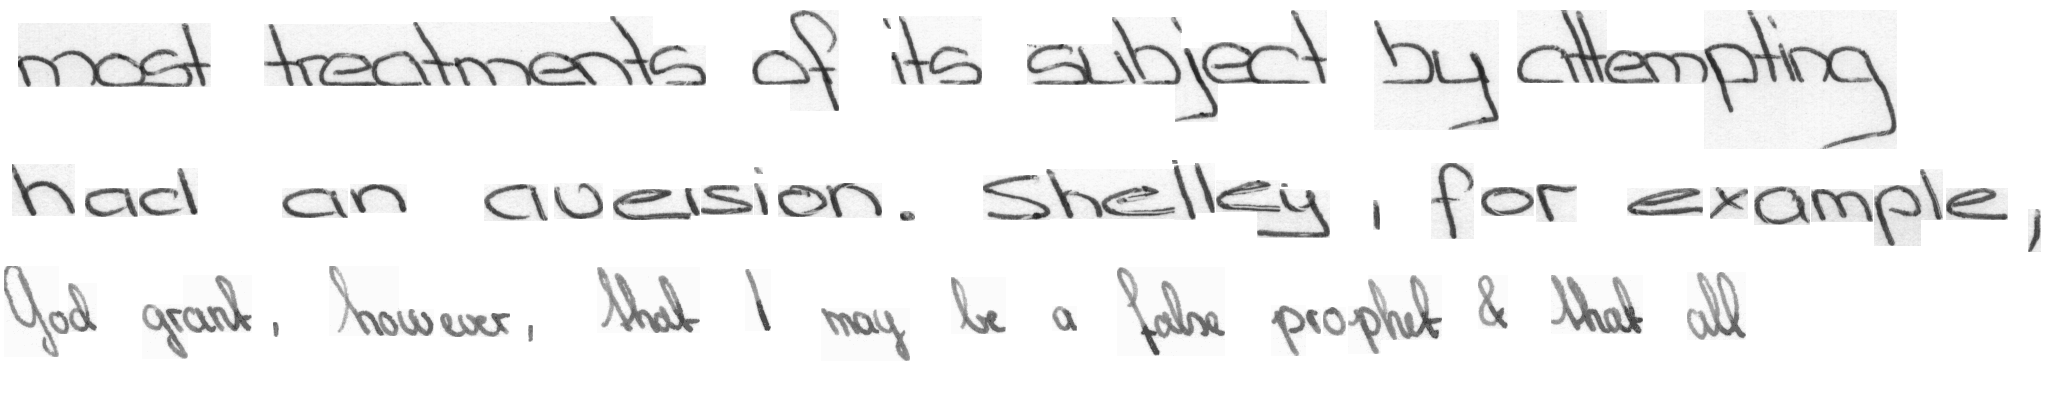 most treatments of its subject by attempting
had an aversion. Shelley, for example,
God grant, however, that I may be a false prophet & that all